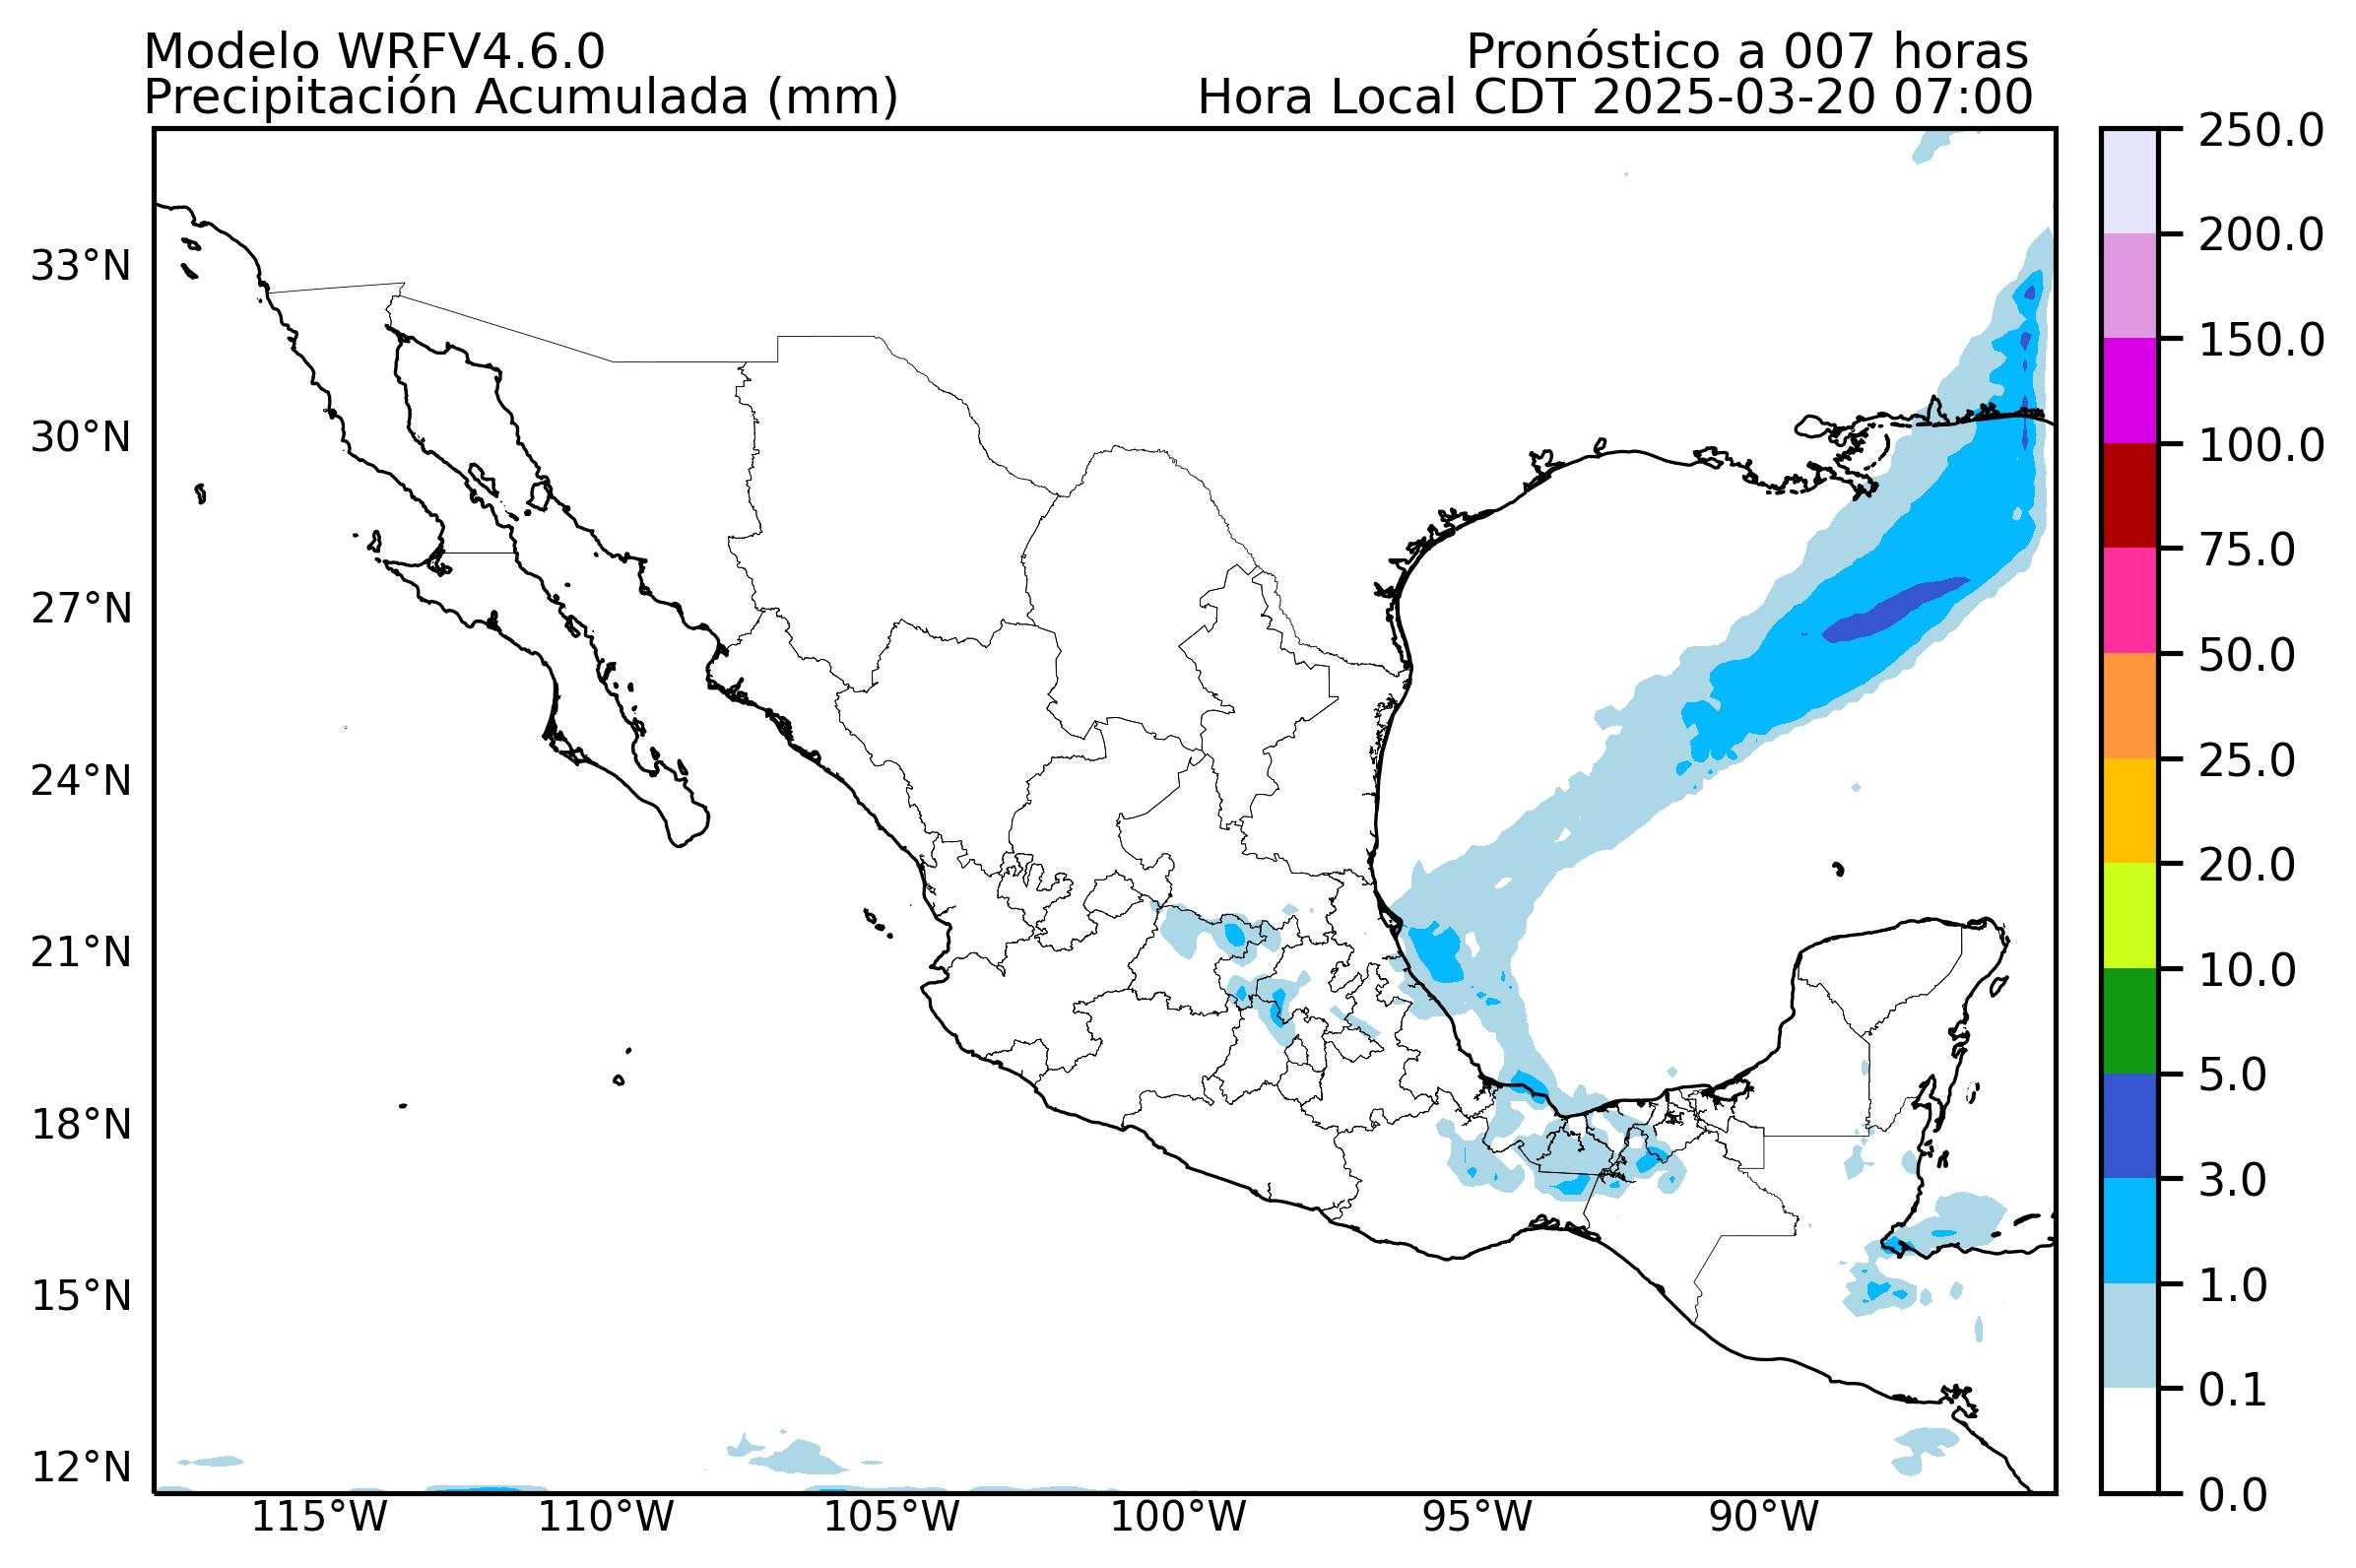 Modelo WRFV4.6.0
Pronóstico a 007 horas
Precipitación Acumulada (mm)
Hora Local CDT 2025-03-20 07:00
33°N
30°N
27°N
24°N
21°N
18°N
15°N
12°N
115°W
110°W
105°W
100°W
95°W
90°W
250.0
200.0
150.0
100.0
75.0
50.0
25.0
20.0
10.0
5.0
3.0
1.0
0.1
0.0